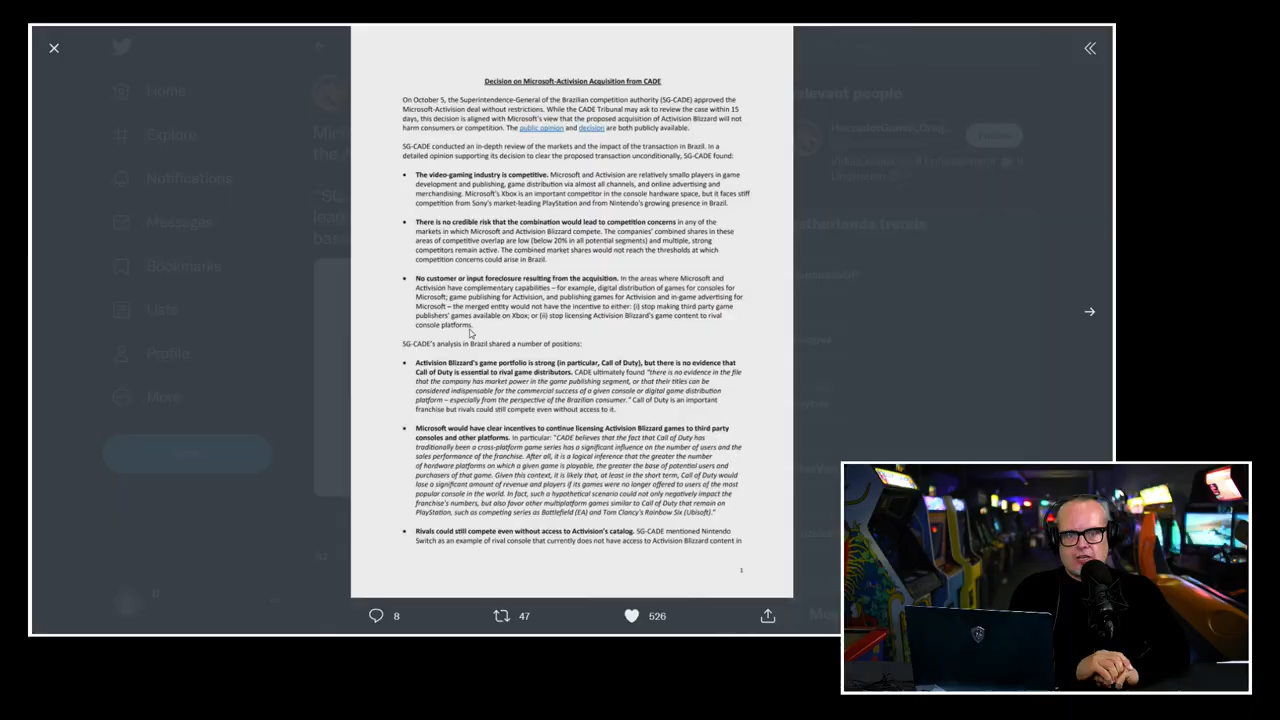 Home
Explore
Notifications
Messages
Bookmarks
Lists
Profile
More
Decision on Microsoft-Activision Acquisition from CADE
On October 5, the Superintendence-General of the Brazilian competition authority (SG-CADE) approved the
Microsoft-Activision deal without restrictions. While the CADE Tribunal may ask to review the case within 15
days, this decision is aligned with Microsoft's view that the proposed acquisition of Activision Blizzard will not
harm consumers or competition. The public opinion and decision are both publicly available.
SG-CADE conducted an in-depth review of the markets and the impact of the transaction in Brazil. In a
detailed opinion supporting its decision to clear the proposed transaction unconditionally, SG-CADE found:
• The video-gaming industry is competitive. Microsoft and Activision are relatively smallo players in game
development and publishing, game distribution via almost all channels, and online advertising and
merchandising. Microsoft's Xbox is an important competitor in the console hardware space, but it faces stiff
competition from Sony's market-leading PlayStation and from Nintendo's growing presence in Brazil.
• There is no credible risk that the combination would lead to competition concerns in any of the
markets in which Microsoft and Activision Blizzard compete. The companies' combined shares in these
areas of competitive overlap are low (below 20% in all potential segments) and multiple, strong
competitors remain active. The combined market shares would not reach the thresholds at which
competition concerns could arise in Brazil.
• No customer or input foreclosure resulting from the acquisition. In the areas where Microsoft and
Activision have complementary capabilities – for example, digital distribution of games for consoles for
Microsoft; game publishing for Activision, and publishing games for Activision and in-game advertising for
Microsoft – the merged entity would not have the incentive to either: (i) stop making third party game
publishers' games available on Xbox; or (ii) stop licensing Activision Blizzard's game content to rival
console platforms.
SG-CADE's analysis in Brazil shared a number of positions:
• Activision Blizzard's game portfolio is strong (in particular, Call of Duty), but there is no evidence that
Call of Duty is essential to rival game distributors. CADE ultimately found "there is no evidence in the file
that the company has market power in the game publishing segment, or that their titles can be
considered indispensable for the commercial success of a given console or digital game distribution
platform – especially from the perspective of the Brazilian consumer." Call of Duty is an important
franchise but rivals could still compete even without access to it.
• Microsoft would have clear incentives to continue licensing Activision Blizzard games to third party
consoles and other platforms. In particular: "CADE believes that the fact that Call of Duty has
traditionally been a cross-platform game series has a significant influence on the number of users and the
sales performance of the franchise. After all, it is a logical inference that the greater the number
of hardware platforms on which a given game is playable, the greater the base of potential users and
purchasers of that game. Given this context, it is likely that, at least in the short term, Call of Duty would
lose a significant amount of revenue and players if its games were no longer offered to users of the most
popular console in the world. In fact, such a hypothetical scenario could not only negatively impact the
franchise's numbers, but also favor other multiplatform games similar to Call of Duty that remain on
PlayStation, such as competing series as Battlefield (EA) and Tom Clancy's Rainbow Six (Ubisoft)."
• Rivals could still compete even without access to Activision's catalog. SG-CADE mentioned Nintendo
Switch as an example of rival console that currently does not have access to Activision Blizzard content in
1
8
47
526
elevant people
therlands trends